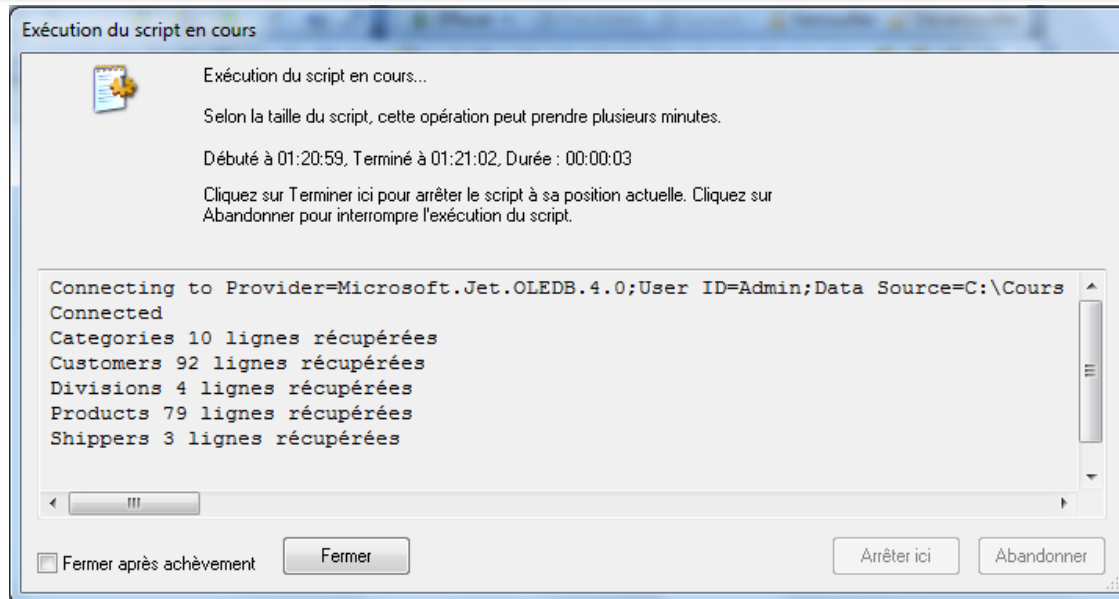 Exécution du script en cours
Exécution du script en cours...
Selon la taille du script, cette opération peut prendre plusieurs minutes.
Débuté à 01:20:59, Terminé à 01:21:02, Durée : 00:00:03
Cliquez sur Terminer ici pour arrêter le script à sa position actuelle. Cliquez sur
Abandonner pour interrompre l'exécution du script.
Connecting to Provider=Microsoft.Jet.OLEDB.4.0;User ID=Admin;Data Source=C:\Cours
Connected
Categories 10 lignes récupérées
Customers 92 lignes récupérées
Divisions 4 lignes récupérées
Products 79 lignes récupérées
Shippers 3 lignes récupérées
Fermer après achèvement
Fermer
Arrêter ici
Abandonner